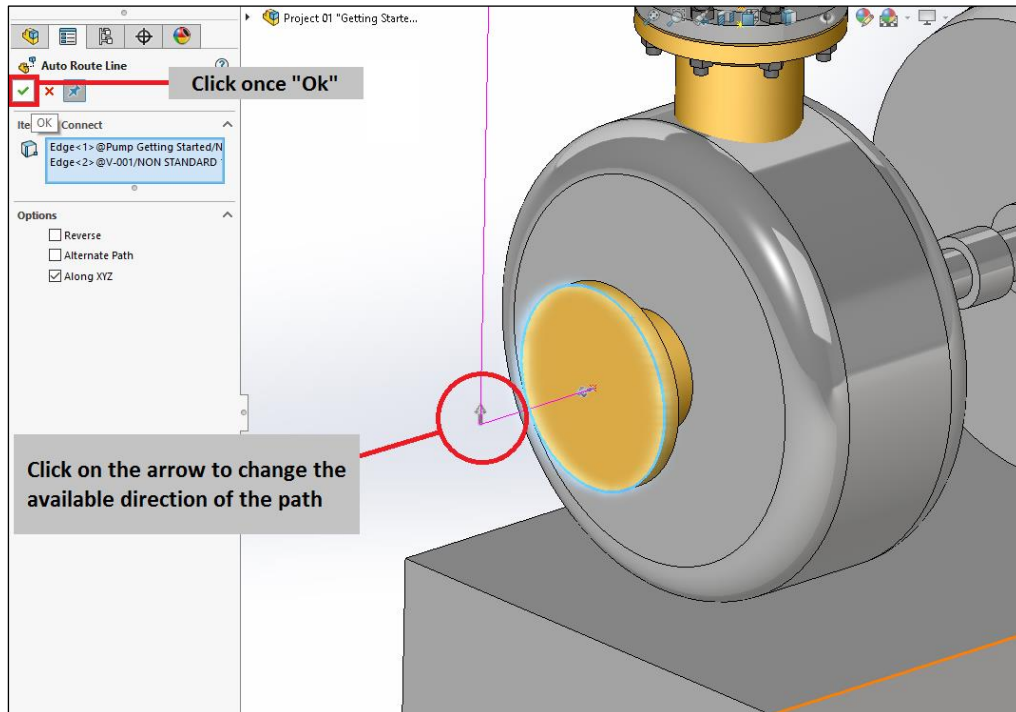 Project 01 "Getting Starte...
Auto Route Line
Click once "Ok"
OK
Connect
Edge<1>@Pump Getting Started/N
Edge<2>@V-001/NON STANDARD
Options
Reverse
Alternate Path
Along XYZ
Click on the arrow to change the
available direction of the path